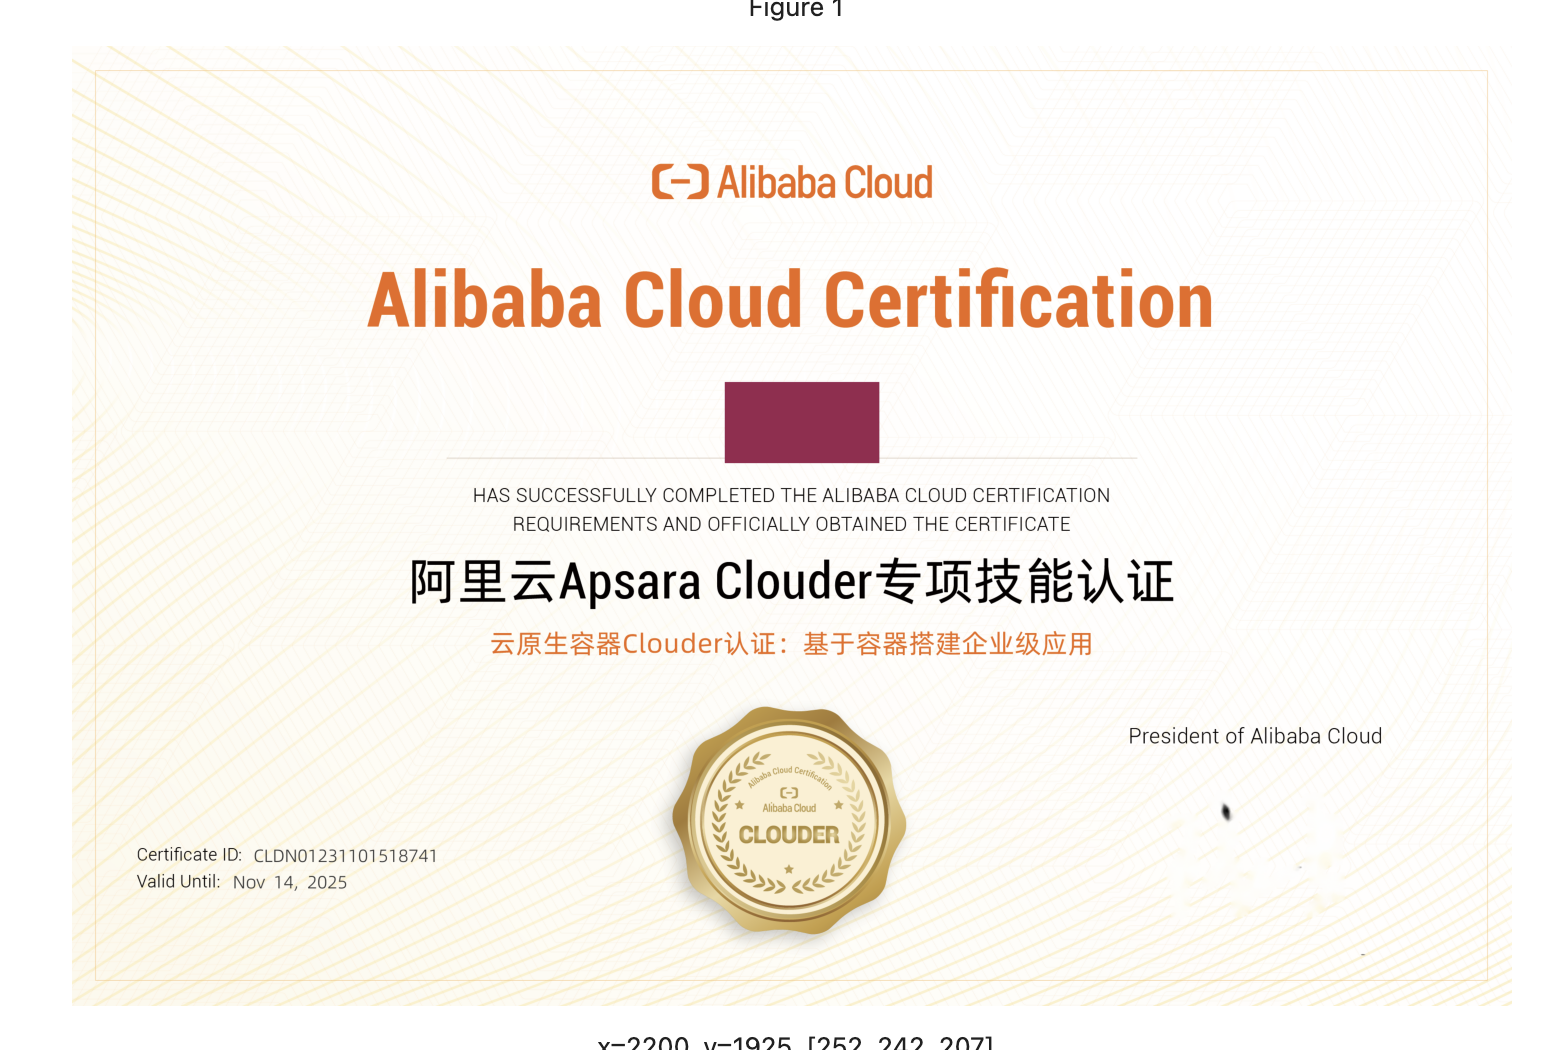 Figure 1
Alibaba Cloud
Alibaba Cloud Certification
HAS SUCCESSFULLY COMPLETED THE ALIBABA CLOUD CERTIFICATION
REQUIREMENTS AND OFFICIALLY OBTAINED THE CERTIFICATE
阿里云Apsara Clouder专项技能认证
云原生容器Clouder认证：基于容器搭建企业级应用
President of Alibaba Cloud
Alibaba Cloud Certification
Alibaba Cloud
CLOUDER
Certificate ID: CLDN01231101518741
Valid Until: Nov 14, 2025
x=2200, y=1925, [252, 242, 207]